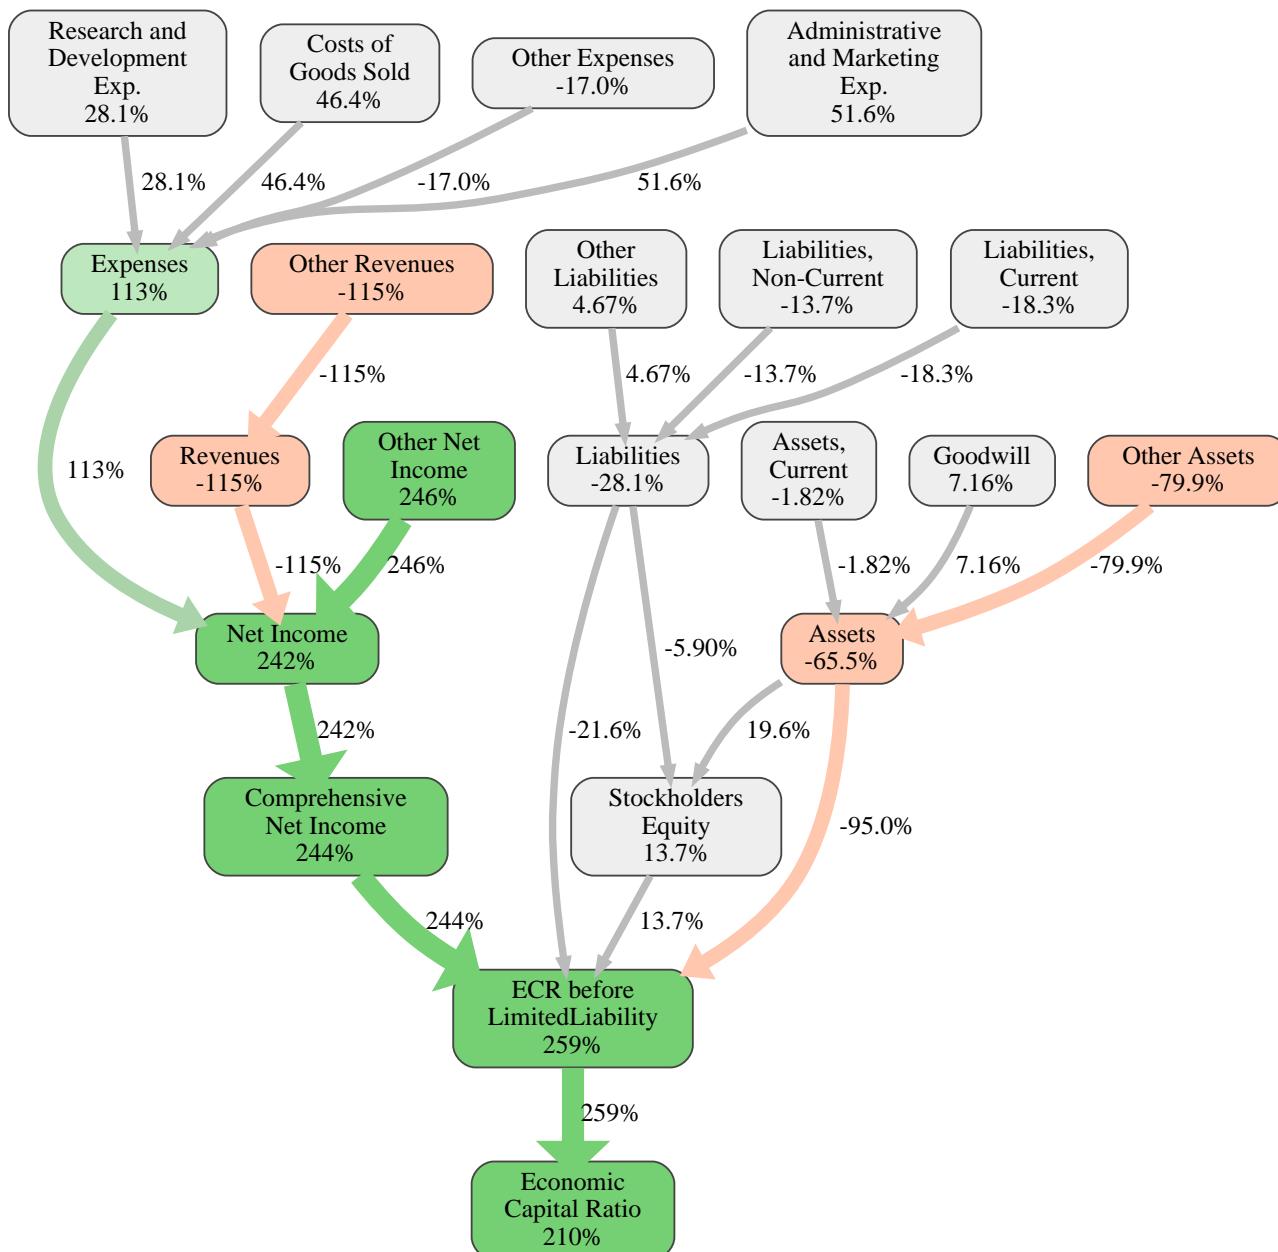 Research and
Development
Exp.
28.1%
Costs of
Goods Sold
46.4%
Other Expenses
-17.0%
Administrative
and Marketing
Exp.
51.6%
28.1%
46.4%
-17.0%
51.6%
Expenses
113%
Other Revenues
-115%
Other
Liabilities
4.67%
Liabilities,
Non-Current
-13.7%
Liabilities,
Current
-18.3%
-115%
4.67%
-13.7%
-18.3%
113%
Revenues
-115%
Other Net
Income
246%
Liabilities
-28.1%
Assets,
Current
-1.82%
Goodwill
7.16%
Other Assets
-79.9%
-115%
246%
-1.82%
7.16%
-79.9%
Net Income
242%
-5.90%
Assets
-65.5%
242%
-21.6%
19.6%
Comprehensive
Net Income
244%
Stockholders
Equity
13.7%
-95.0%
244%
13.7%
ECR before
LimitedLiability
259%
259%
Economic
Capital Ratio
210%